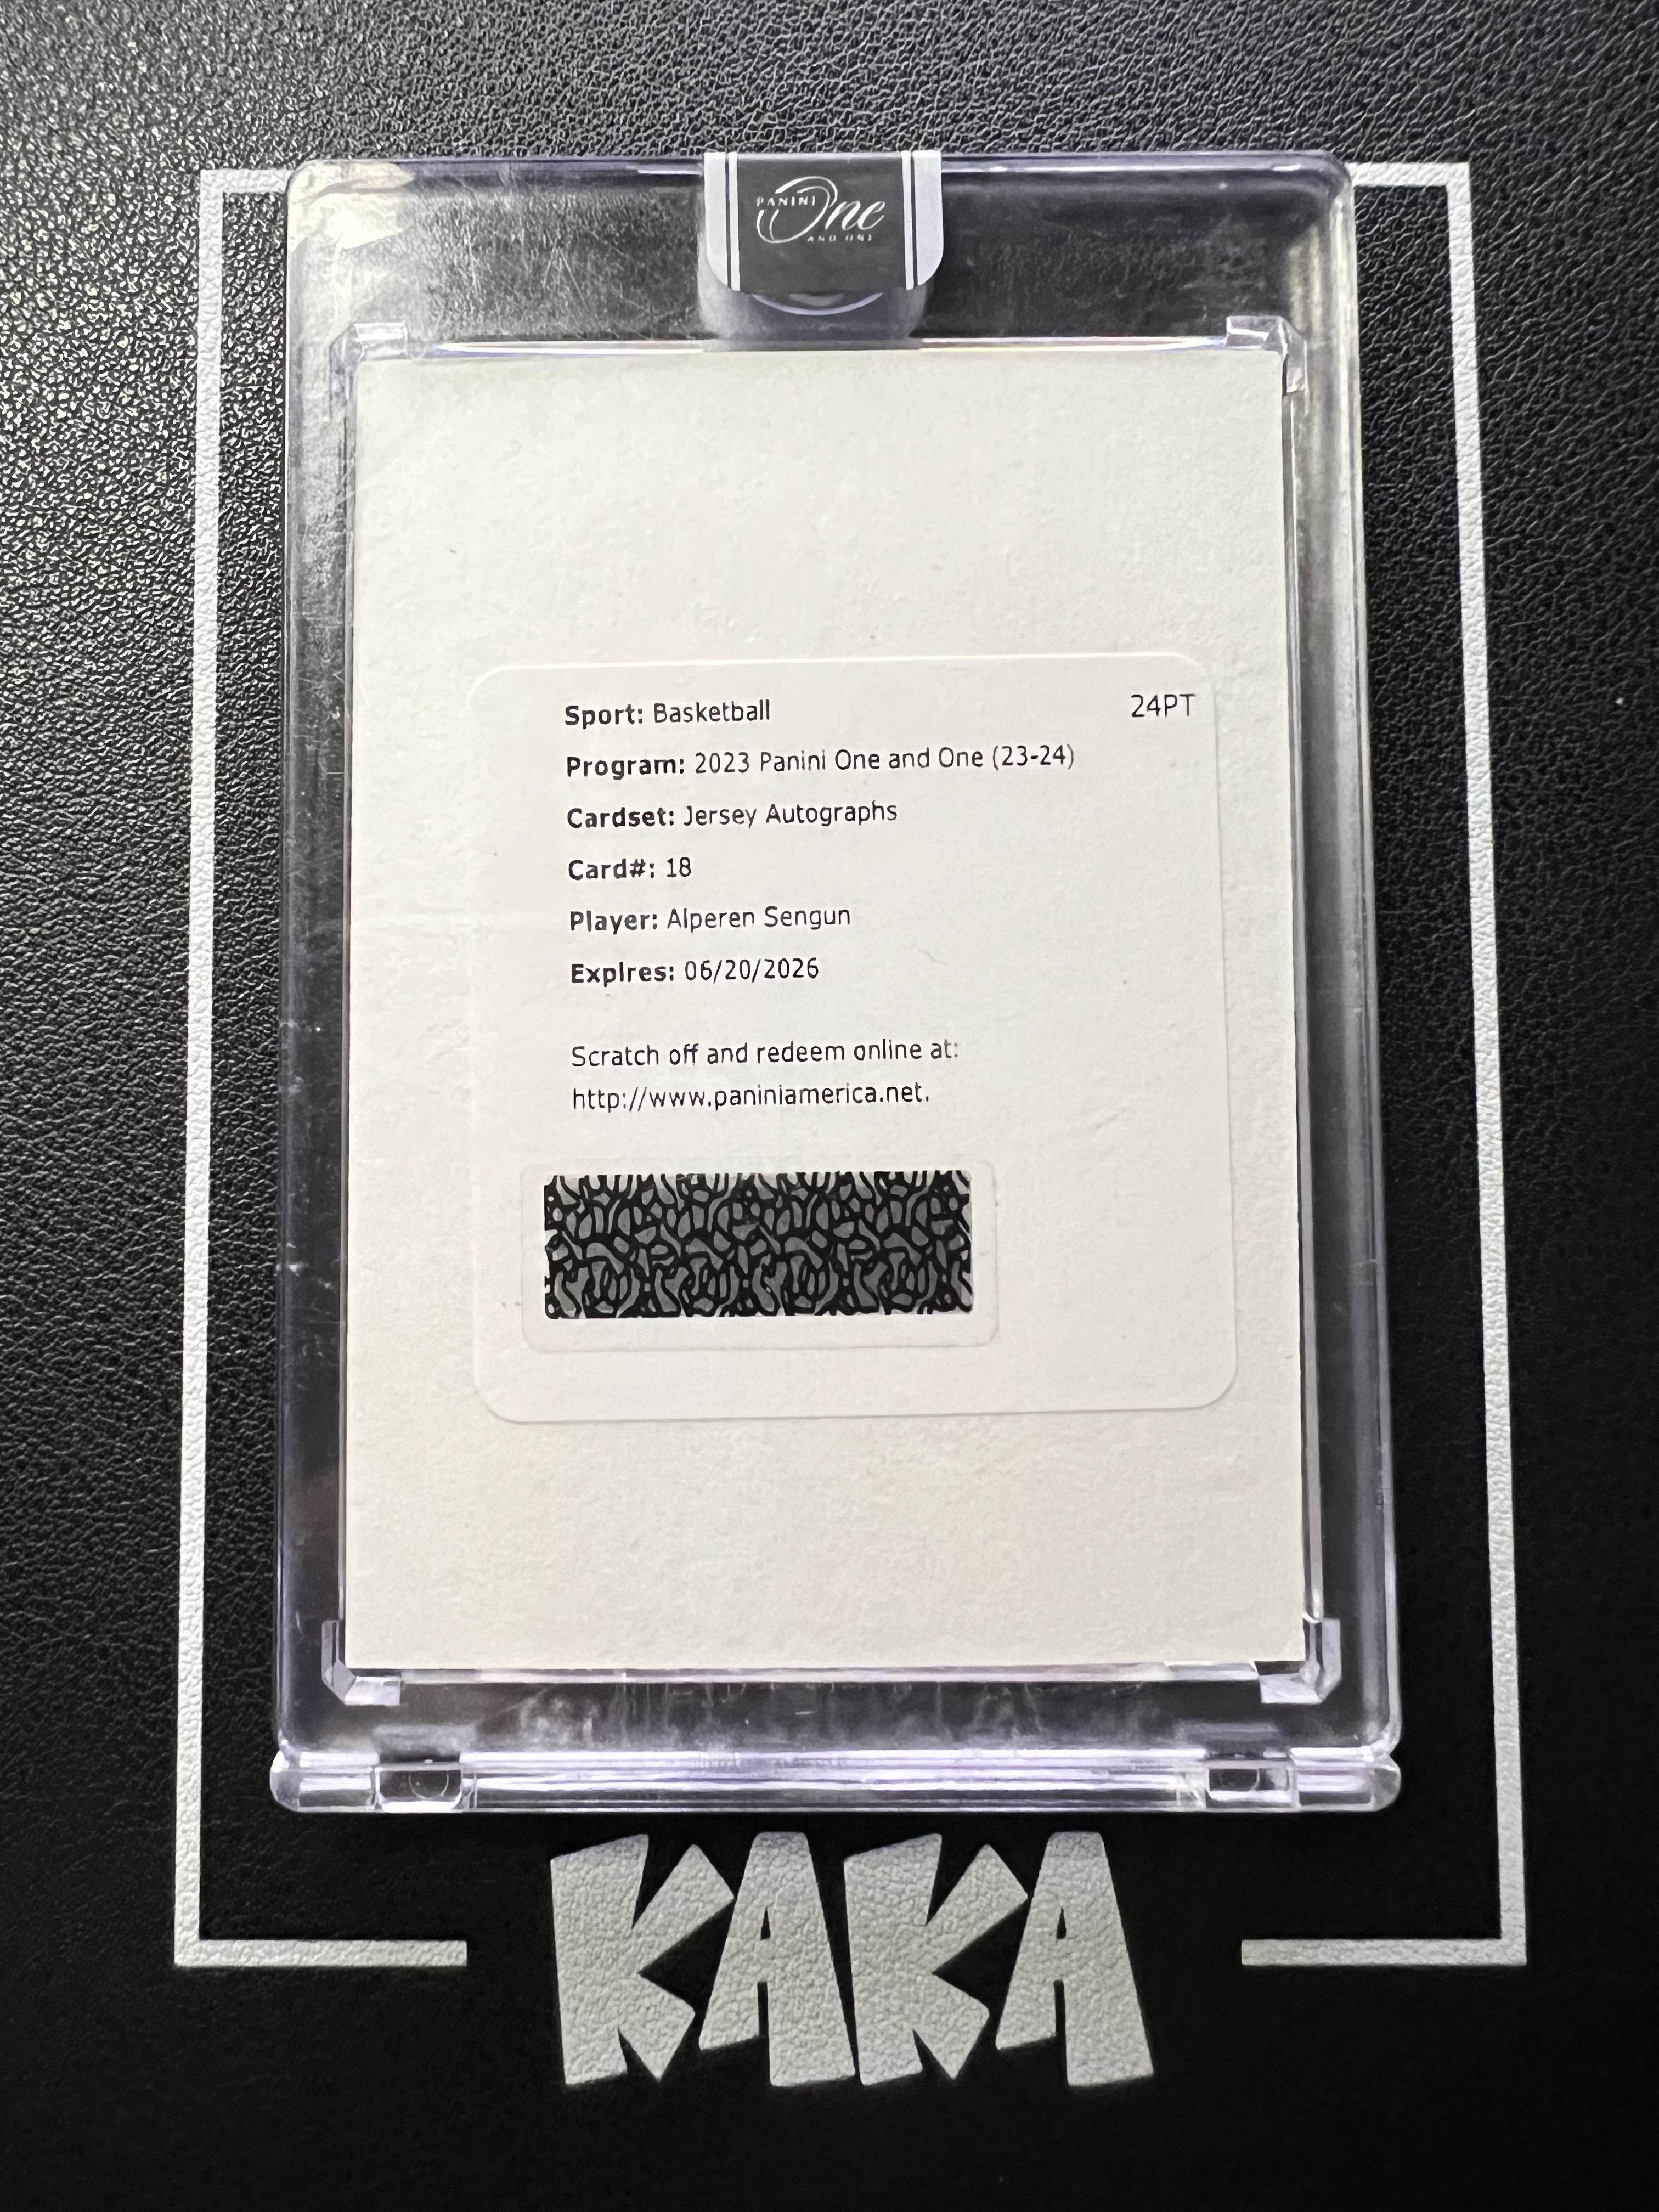 PANINI
One
AND ONE
Sport: Basketball
24PT
Program: 2023 Panini One and One (23-24)
Cardset: Jersey Autographs
Card#: 18
Player: Alperen Sengun
Expires: 06/20/2026
Scratch off and redeem online at:
http://www.paniniamerica.net.
KAKA